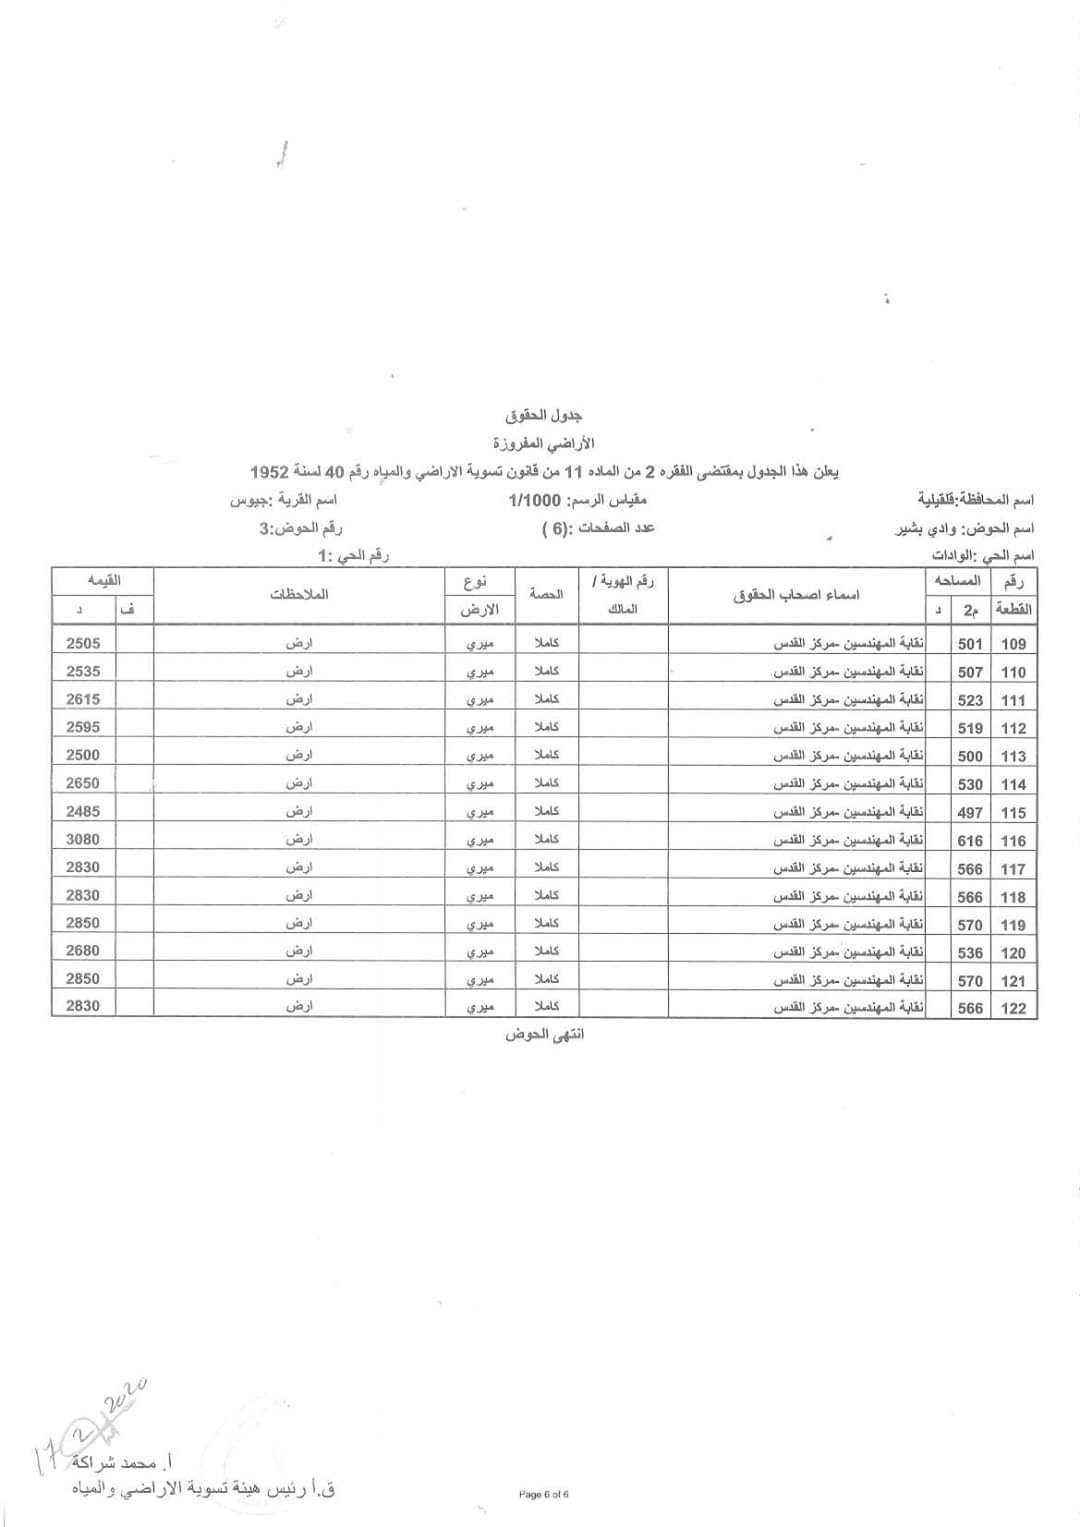 جدول الحقوق
الأراضي المفروزة
يعلن هذا الجدول بمقتضى الفقره 2 من الماده 11 من قانون تسوية الاراضي والمياه رقم 40 لسنة 1952
اسم المحافظة:قلقيلية مقياس الرسم: 1/1000 اسم القرية :جيوس
اسم الحوض: وادي بشير عدد الصفحات :(6 ) رقم الحوض:3
اسم الحي :الوادات رقم الحي :1
رقم المساحه اسماء اصحاب الحقوق رقم الهوية / الحصة نوع الملاحظات القيمه
القطعة م2 د المالك الارض ف د
109 501 نقابة المهندسين -مركز القدس كاملا ميري ارض 2505
110 507 نقابة المهندسين -مركز القدس كاملا ميري ارض 2535
111 523 نقابة المهندسين -مركز القدس كاملا ميري ارض 2615
112 519 نقابة المهندسين -مركز القدس كاملا ميري ارض 2595
113 500 نقابة المهندسين -مركز القدس كاملا ميري ارض 2500
114 530 نقابة المهندسين -مركز القدس كاملا ميري ارض 2650
115 497 نقابة المهندسين -مركز القدس كاملا ميري ارض 2485
116 616 نقابة المهندسين -مركز القدس كاملا ميري ارض 3080
117 566 نقابة المهندسين -مركز القدس كاملا ميري ارض 2830
118 566 نقابة المهندسين -مركز القدس كاملا ميري ارض 2830
119 570 نقابة المهندسين -مركز القدس كاملا ميري ارض 2850
120 536 نقابة المهندسين -مركز القدس كاملا ميري ارض 2680
121 570 نقابة المهندسين -مركز القدس كاملا ميري ارض 2850
122 566 نقابة المهندسين -مركز القدس كاملا ميري ارض 2830
انتهى الحوض
17 2 2020
أ. محمد شراكة
ق.أ رئيس هيئة تسوية الاراضي والمياه
Page 6 of 6